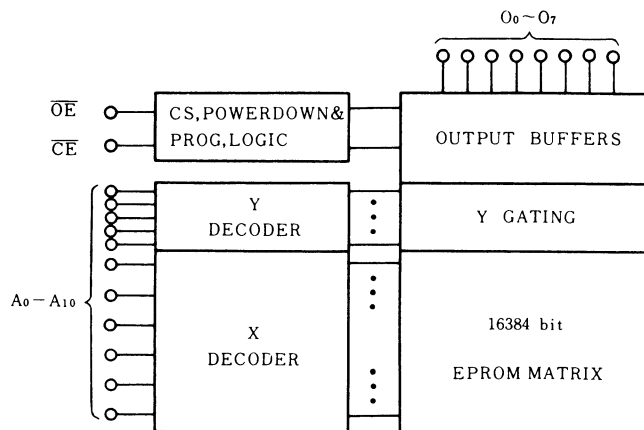 O₀~O₇
OE
CS,POWERDOWN&
PROG,LOGIC
CE
OUTPUT BUFFERS
Y
DECODER
Y GATING
A₀-A₁₀
X
DECODER
16384 bit
EPROM MATRIX